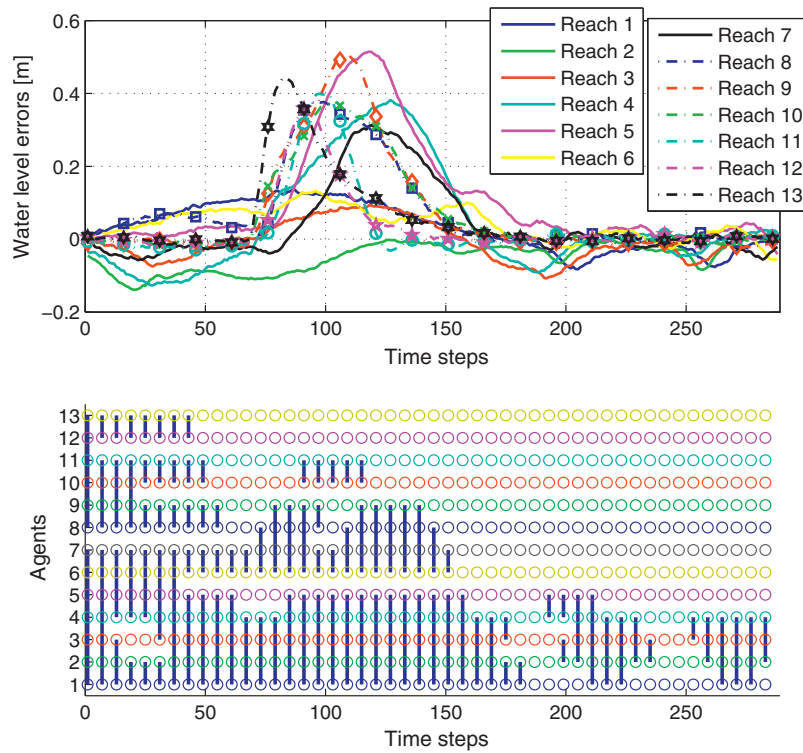 Water level errors [m]
0.6
0.4
0.2
0
−0.2
0
50
100
150
200
250
Time steps
Reach 1
Reach 2
Reach 3
Reach 4
Reach 5
Reach 6
Reach 7
Reach 8
Reach 9
Reach 10
Reach 11
Reach 12
Reach 13
Agents
13
12
11
10
9
8
7
6
5
4
3
2
1
0
50
100
150
200
250
Time steps